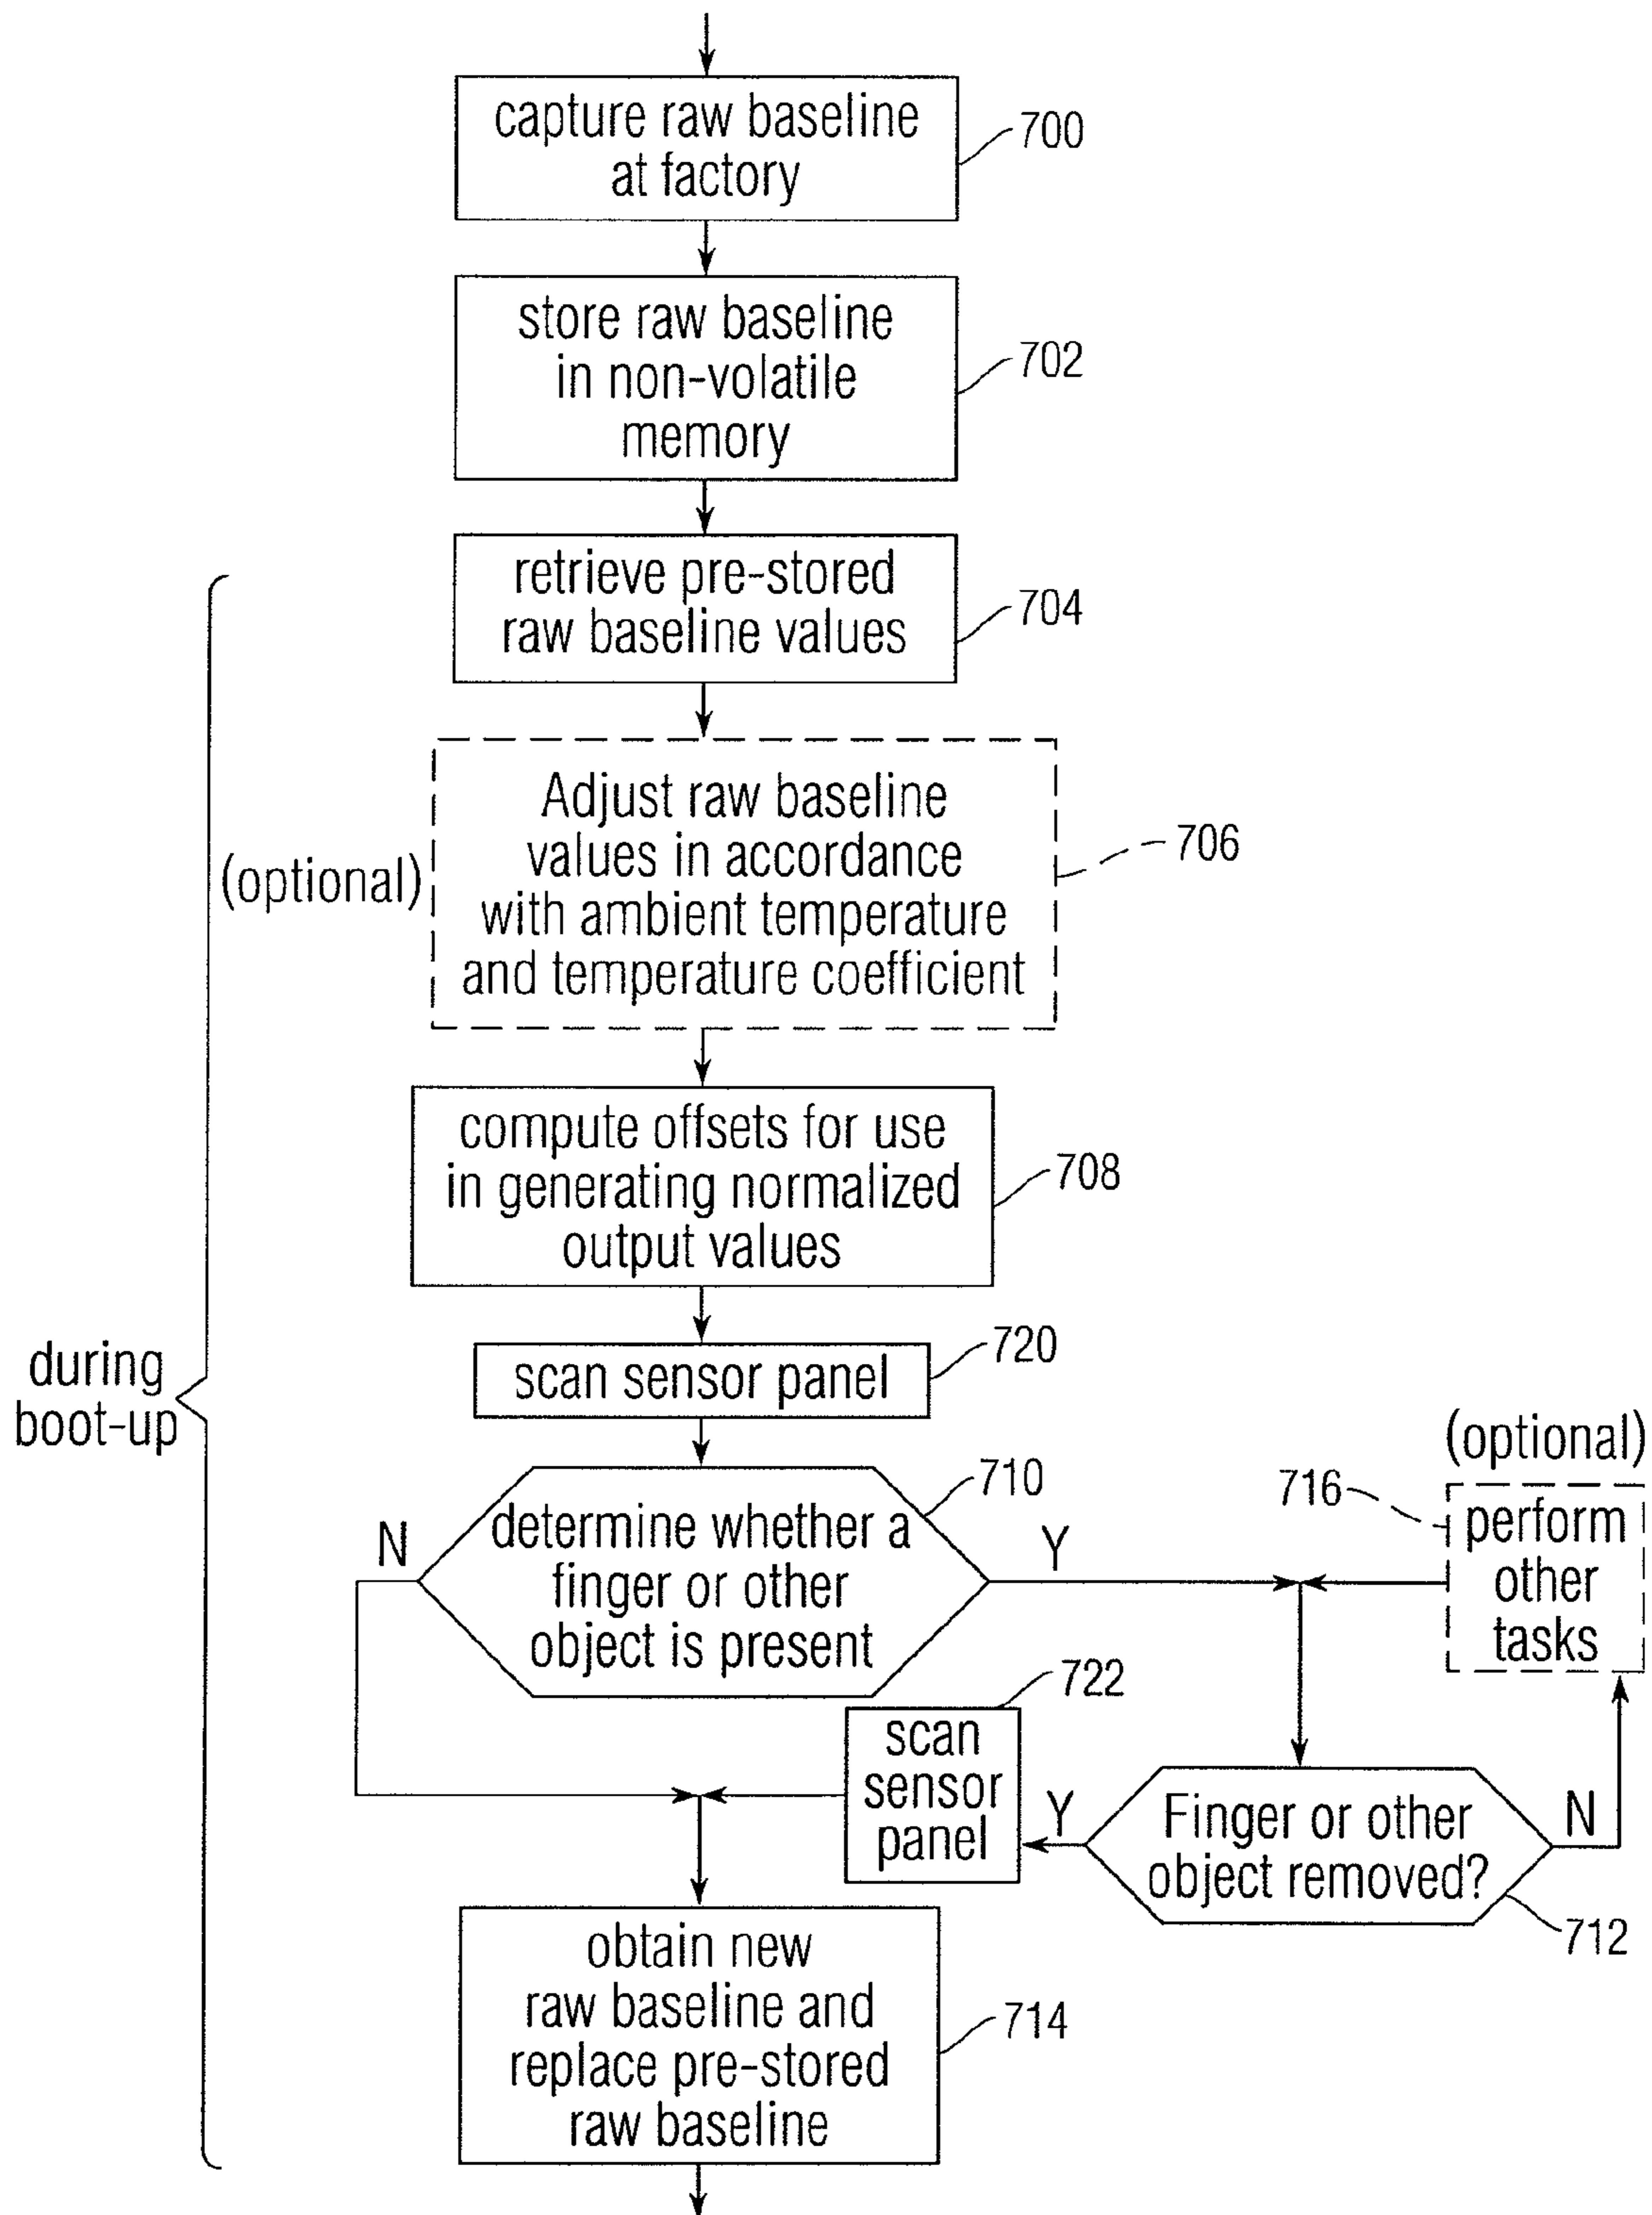 capture raw baseline
at factory
700
store raw baseline
in non-volatile
memory
702
retrieve pre-stored
raw baseline values
704
(optional)
Adjust raw baseline
values in accordance
with ambient temperature
and temperature coefficient
706
compute offsets for use
in generating normalized
output values
708
during
boot-up
scan sensor panel
720
determine whether a
finger or other
object is present
710
N
Y
(optional)
716
perform
other
tasks
722
scan
sensor
panel
Y
Finger or other
object removed?
N
712
obtain new
raw baseline and
replace pre-stored
raw baseline
714